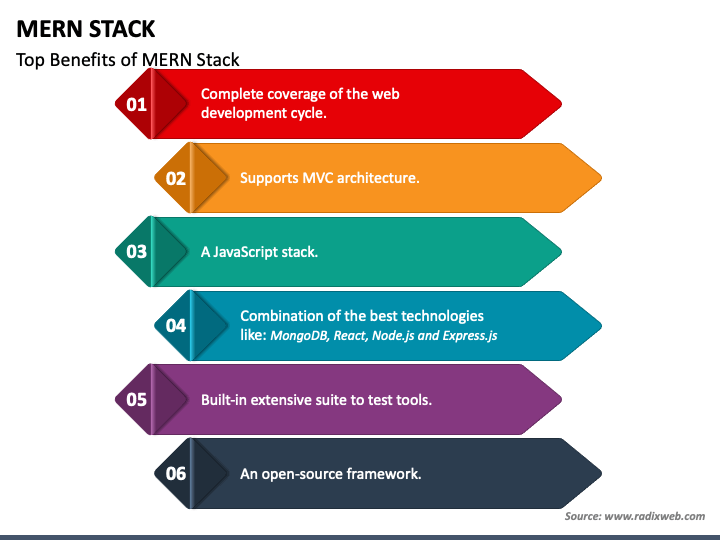 MERN STACK
Top Benefits of MERN Stack
01
Complete coverage of the web
development cycle.
02
Supports MVC architecture.
03
A JavaScript stack.
04
Combination of the best technologies
like: MongoDB, React, Node.js and Express.js
05
Built-in extensive suite to test tools.
06
An open-source framework.
Source: www.radixweb.com